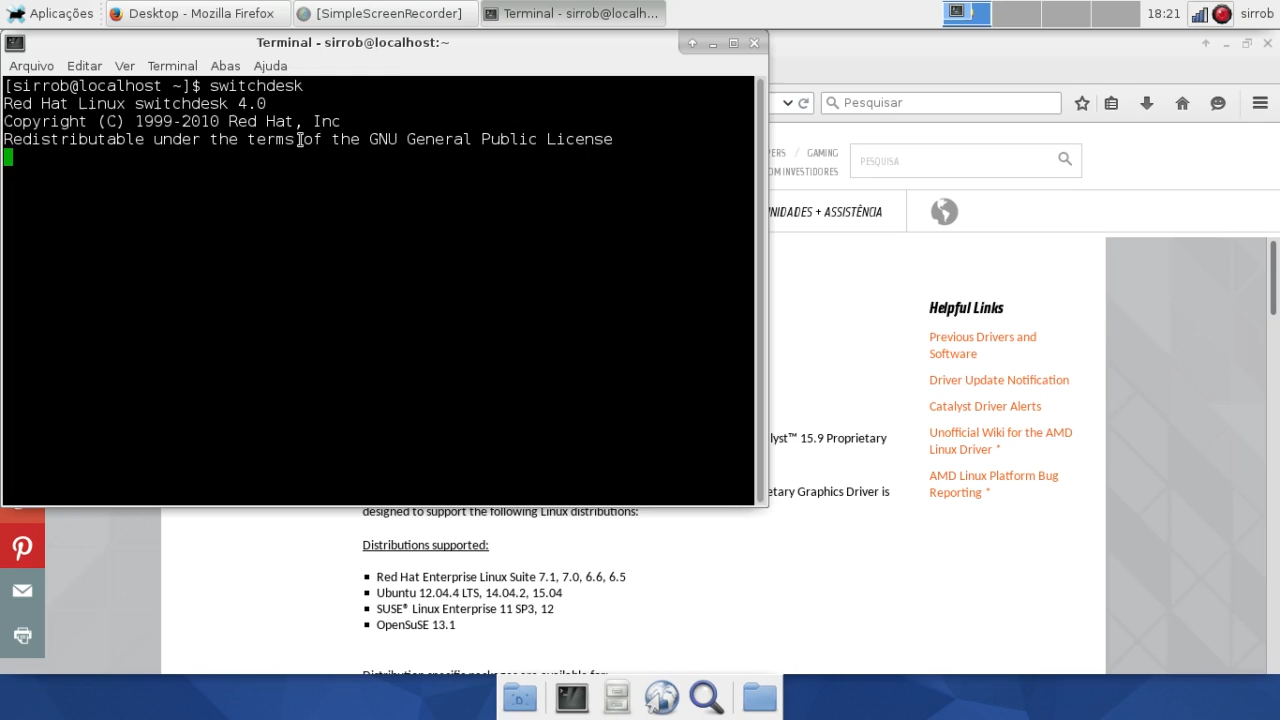 Aplicações
Desktop - Mozilla Firefox
[SimpleScreenRecorder]
Terminal - sirrob@localh...
18:21
sirrob
Terminal - sirrob@localhost:~
Arquivo Editar Ver Terminal Abas Ajuda
[sirrob@localhost ~]$ switchdesk
Red Hat Linux switchdesk 4.0
Copyright (C) 1999-2010 Red Hat, Inc
Redistributable under the terms of the GNU General Public License
Pesquisar
PERS / GAMING
OM INVESTIDORES
PESQUISA
NIDADES + ASSISTÊNCIA
Helpful Links
Previous Drivers and
Software
Driver Update Notification
Catalyst Driver Alerts
Unofficial Wiki for the AMD
Linux Driver *
AMD Linux Platform Bug
Reporting *
lyst™ 15.9 Proprietary
etary Graphics Driver is
designed to support the following Linux distributions:
Distributions supported:
Red Hat Enterprise Linux Suite 7.1, 7.0, 6.6, 6.5
Ubuntu 12.04.4 LTS, 14.04.2, 15.04
SUSE® Linux Enterprise 11 SP3, 12
OpenSuSE 13.1